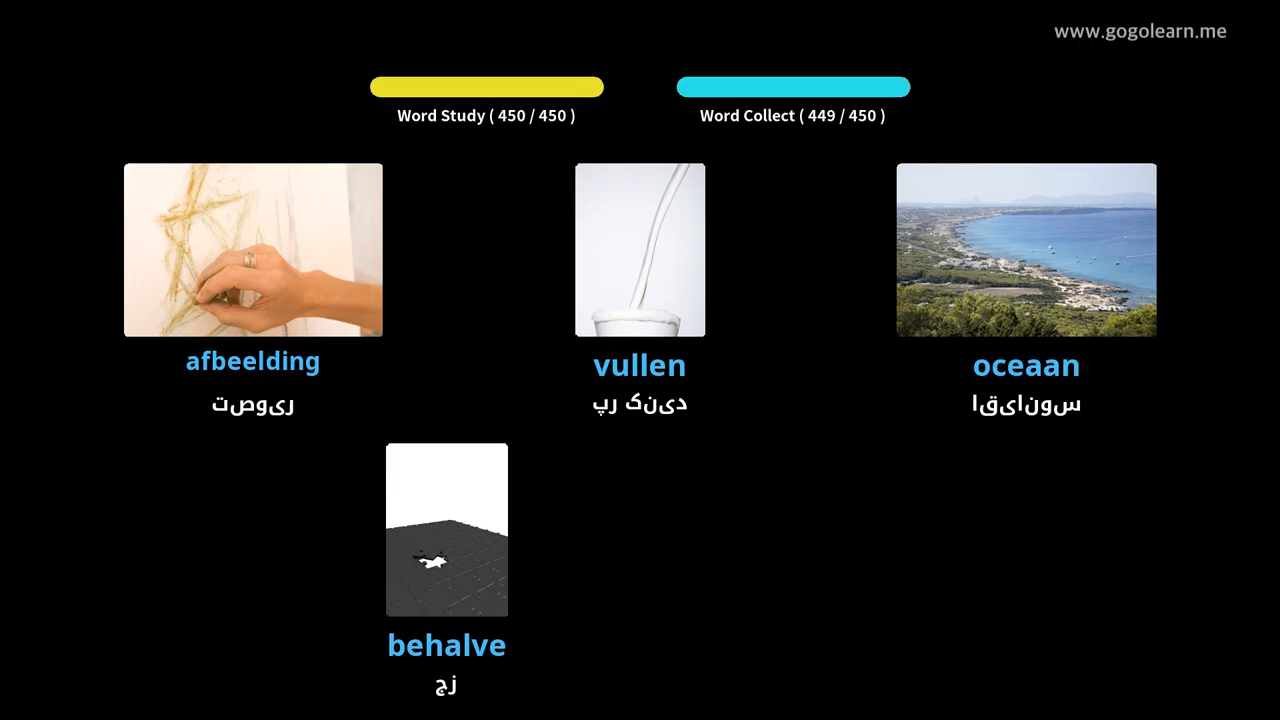 www.gogolearn.me
Word Study ( 450 / 450 )
Word Collect ( 449 / 450 )
afbeelding
ریوصت
vullen
دینک رپ
oceaan
سونایقا
behalve
زج